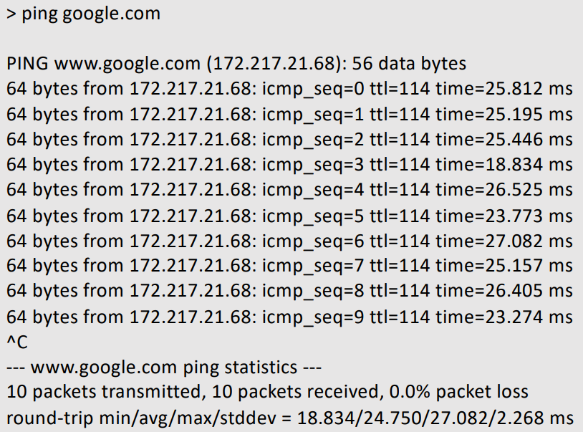 > ping google.com
PING www.google.com (172.217.21.68): 56 data bytes
64 bytes from 172.217.21.68: icmp_seq=0 ttl=114 time=25.812 ms
64 bytes from 172.217.21.68: icmp_seq=1 ttl=114 time=25.195 ms
64 bytes from 172.217.21.68: icmp_seq=2 ttl=114 time=25.446 ms
64 bytes from 172.217.21.68: icmp_seq=3 ttl=114 time=18.834 ms
64 bytes from 172.217.21.68: icmp_seq=4 ttl=114 time=26.525 ms
64 bytes from 172.217.21.68: icmp_seq=5 ttl=114 time=23.773 ms
64 bytes from 172.217.21.68: icmp_seq=6 ttl=114 time=27.082 ms
64 bytes from 172.217.21.68: icmp_seq=7 ttl=114 time=25.157 ms
64 bytes from 172.217.21.68: icmp_seq=8 ttl=114 time=26.405 ms
64 bytes from 172.217.21.68: icmp_seq=9 ttl=114 time=23.274 ms
^C
--- www.google.com ping statistics ---
10 packets transmitted, 10 packets received, 0.0% packet loss
round-trip min/avg/max/stddev = 18.834/24.750/27.082/2.268 ms